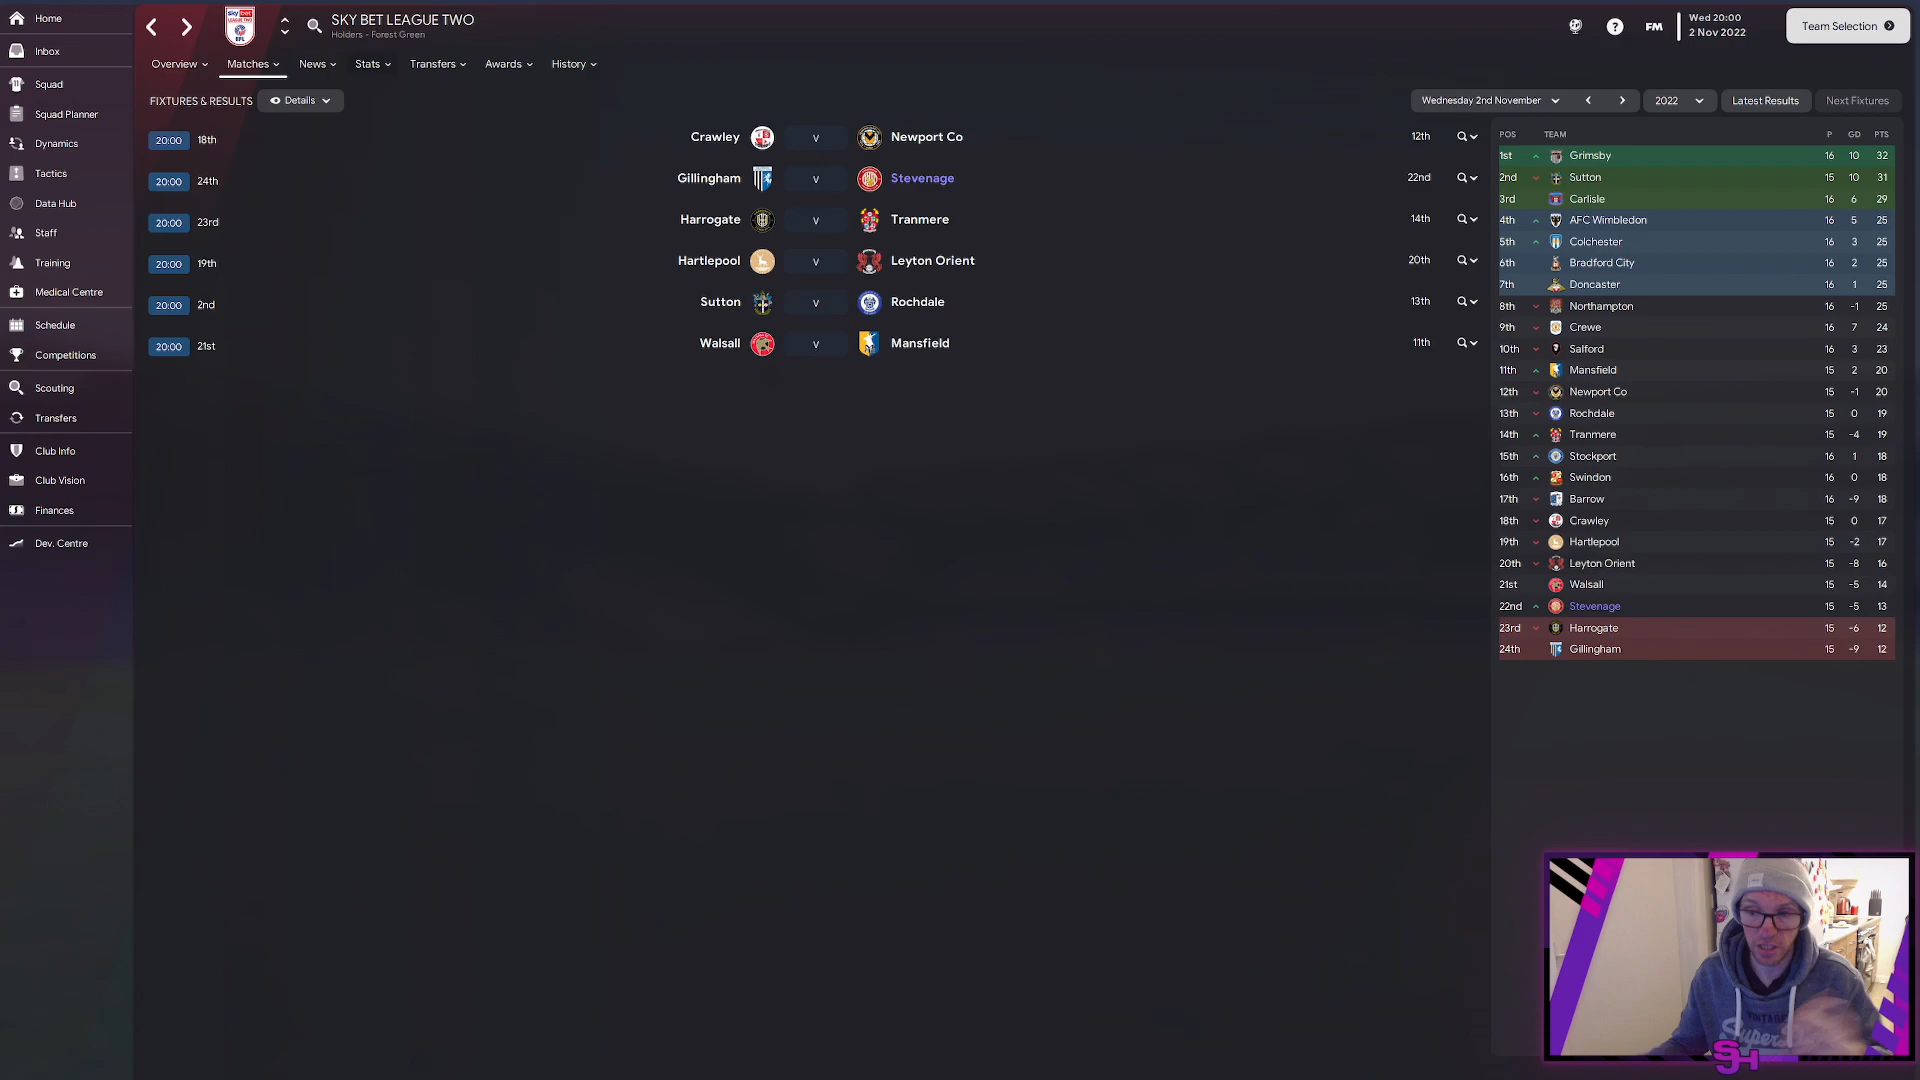 Home
Inbox
Squad
Squad Planner
Dynamics
Tactics
Data Hub
Staff
Training
Medical Centre
Schedule
Competitions
Scouting
Transfers
Club Info
Club Vision
Finances
Dev. Centre
SKY BET LEAGUE TWO
Holders - Forest Green
FM
Wed 20:00
2 Nov 2022
Team Selection
Overview
Matches
News
Stats
Transfers
Awards
History
FIXTURES & RESULTS
Details
Wednesday 2nd November
2022
Latest Results
Next Fixtures
20:00 18th Crawley v Newport Co 12th
20:00 24th Gillingham v Stevenage 22nd
20:00 23rd Harrogate v Tranmere 14th
20:00 19th Hartlepool v Leyton Orient 20th
20:00 2nd Sutton v Rochdale 13th
20:00 21st Walsall v Mansfield 11th
POS TEAM P GD PTS
1st Grimsby 16 10 32
2nd Sutton 15 10 31
3rd Carlisle 16 6 29
4th AFC Wimbledon 16 5 25
5th Colchester 16 3 25
6th Bradford City 16 2 25
7th Doncaster 16 1 25
8th Northampton 16 -1 25
9th Crewe 16 7 24
10th Salford 16 3 23
11th Mansfield 15 2 20
12th Newport Co 15 -1 20
13th Rochdale 15 0 19
14th Tranmere 15 -4 19
15th Stockport 16 1 18
16th Swindon 16 0 18
17th Barrow 16 -9 18
18th Crawley 15 0 17
19th Hartlepool 15 -2 17
20th Leyton Orient 15 -8 16
21st Walsall 15 -5 14
22nd Stevenage 15 -5 13
23rd Harrogate 15 -6 12
24th Gillingham 15 -9 12
SH